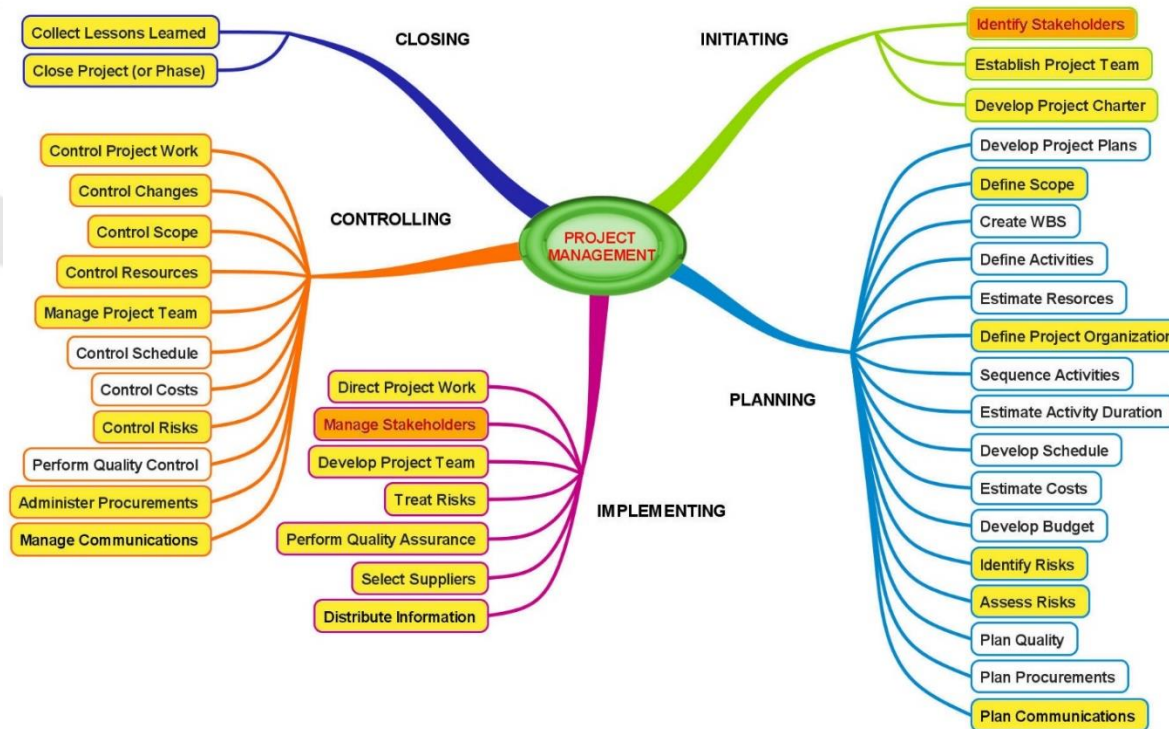 CLOSING
Collect Lessons Learned
Close Project (or Phase)
INITIATING
Identify Stakeholders
Establish Project Team
Develop Project Charter
PROJECT
MANAGEMENT
CONTROLLING
Control Project Work
Control Changes
Control Scope
Control Resources
Manage Project Team
Control Schedule
Control Costs
Control Risks
Perform Quality Control
Administer Procurements
Manage Communications
PLANNING
Develop Project Plans
Define Scope
Create WBS
Define Activities
Estimate Resorces
Define Project Organization
Sequence Activities
Estimate Activity Duration
Develop Schedule
Estimate Costs
Develop Budget
Identify Risks
Assess Risks
Plan Quality
Plan Procurements
Plan Communications
IMPLEMENTING
Direct Project Work
Manage Stakeholders
Develop Project Team
Treat Risks
Perform Quality Assurance
Select Suppliers
Distribute Information